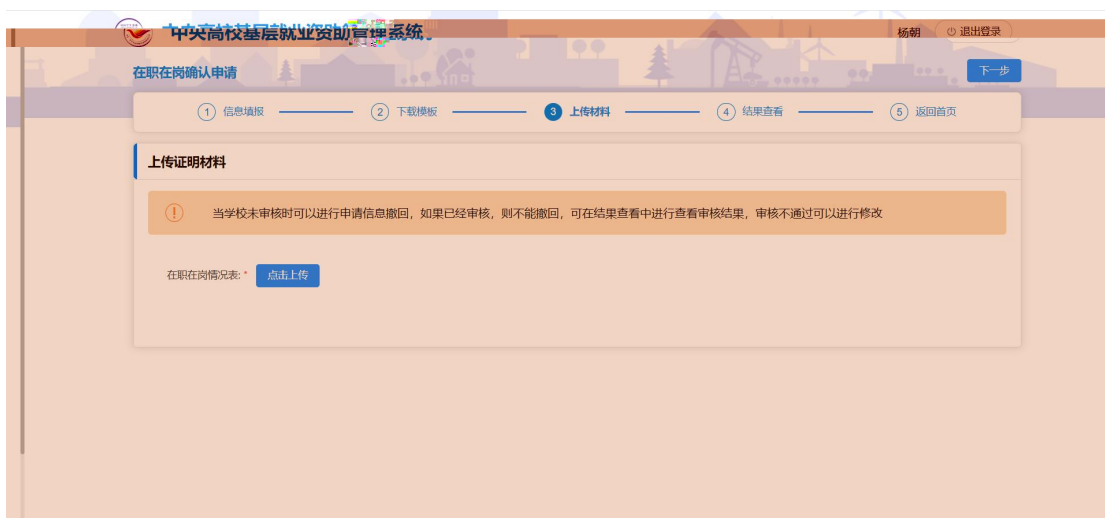 中央高校基层就业资助管理系统
杨朝 退出登录
在职在岗确认申请 下一步
1 信息填报 2 下载模板 3 上传材料 4 结果查看 5 返回首页
上传证明材料
当学校未审核时可以进行申请信息撤回，如果已经审核，则不能撤回，可在结果查看中进行查看审核结果，审核不通过可以进行修改
在职在岗情况表: * 点击上传